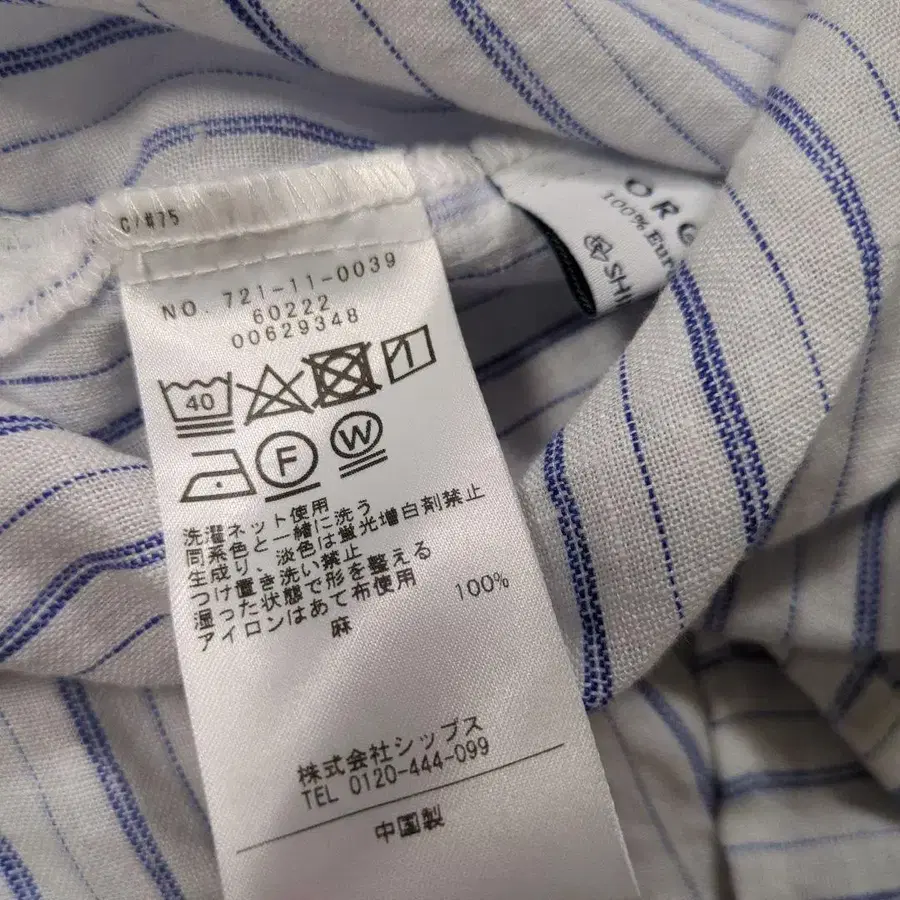 C/#75
NO. 721-11-0039
60222
00629348
40
F
W
洗濯ネット使用
同系色と一緒に洗う
生成り、淡色は蛍光増白剤禁止
つけ置き洗い禁止
湿った状態で形を整える
アイロンはあて布使用
麻 100%
株式会社シップス
TEL 0120-444-099
中国製
100%